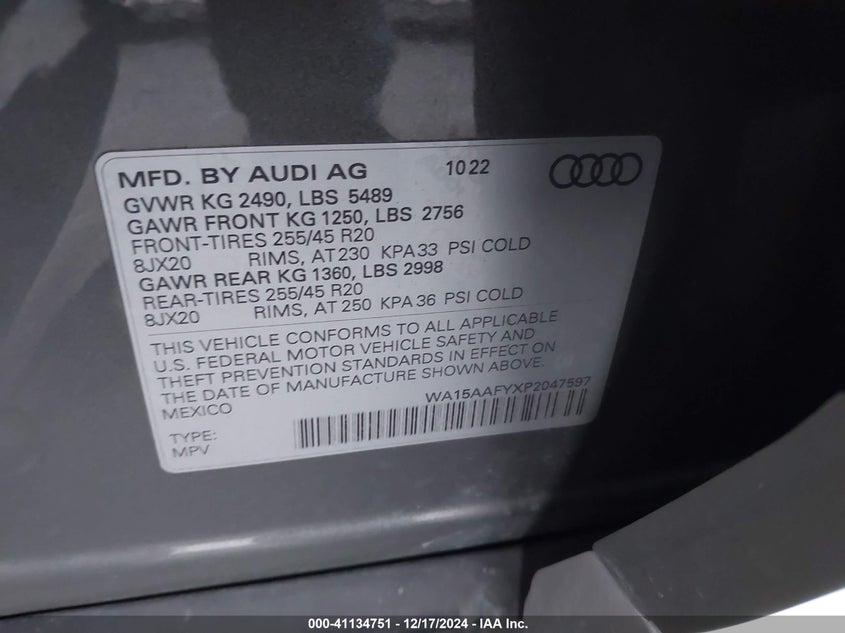 MFD. BY AUDI AG 10 22
GVWR KG 2490, LBS 5489
GAWR FRONT KG 1250, LBS 2756
FRONT-TIRES 255/45 R20
8JX20 RIMS, AT 230 KPA 33 PSI COLD
GAWR REAR KG 1360, LBS 2998
REAR-TIRES 255/45 R20
8JX20 RIMS, AT 250 KPA 36 PSI COLD
THIS VEHICLE CONFORMS TO ALL APPLICABLE
U.S. FEDERAL MOTOR VEHICLE SAFETY AND
THEFT PREVENTION STANDARDS IN EFFECT ON
THE DATE OF MANUFACTURE SHOWN ABOVE.
MEXICO WA15AAFYXP2047597
TYPE:
MPV
000-41134751 - 12/17/2024 - IAA Inc.